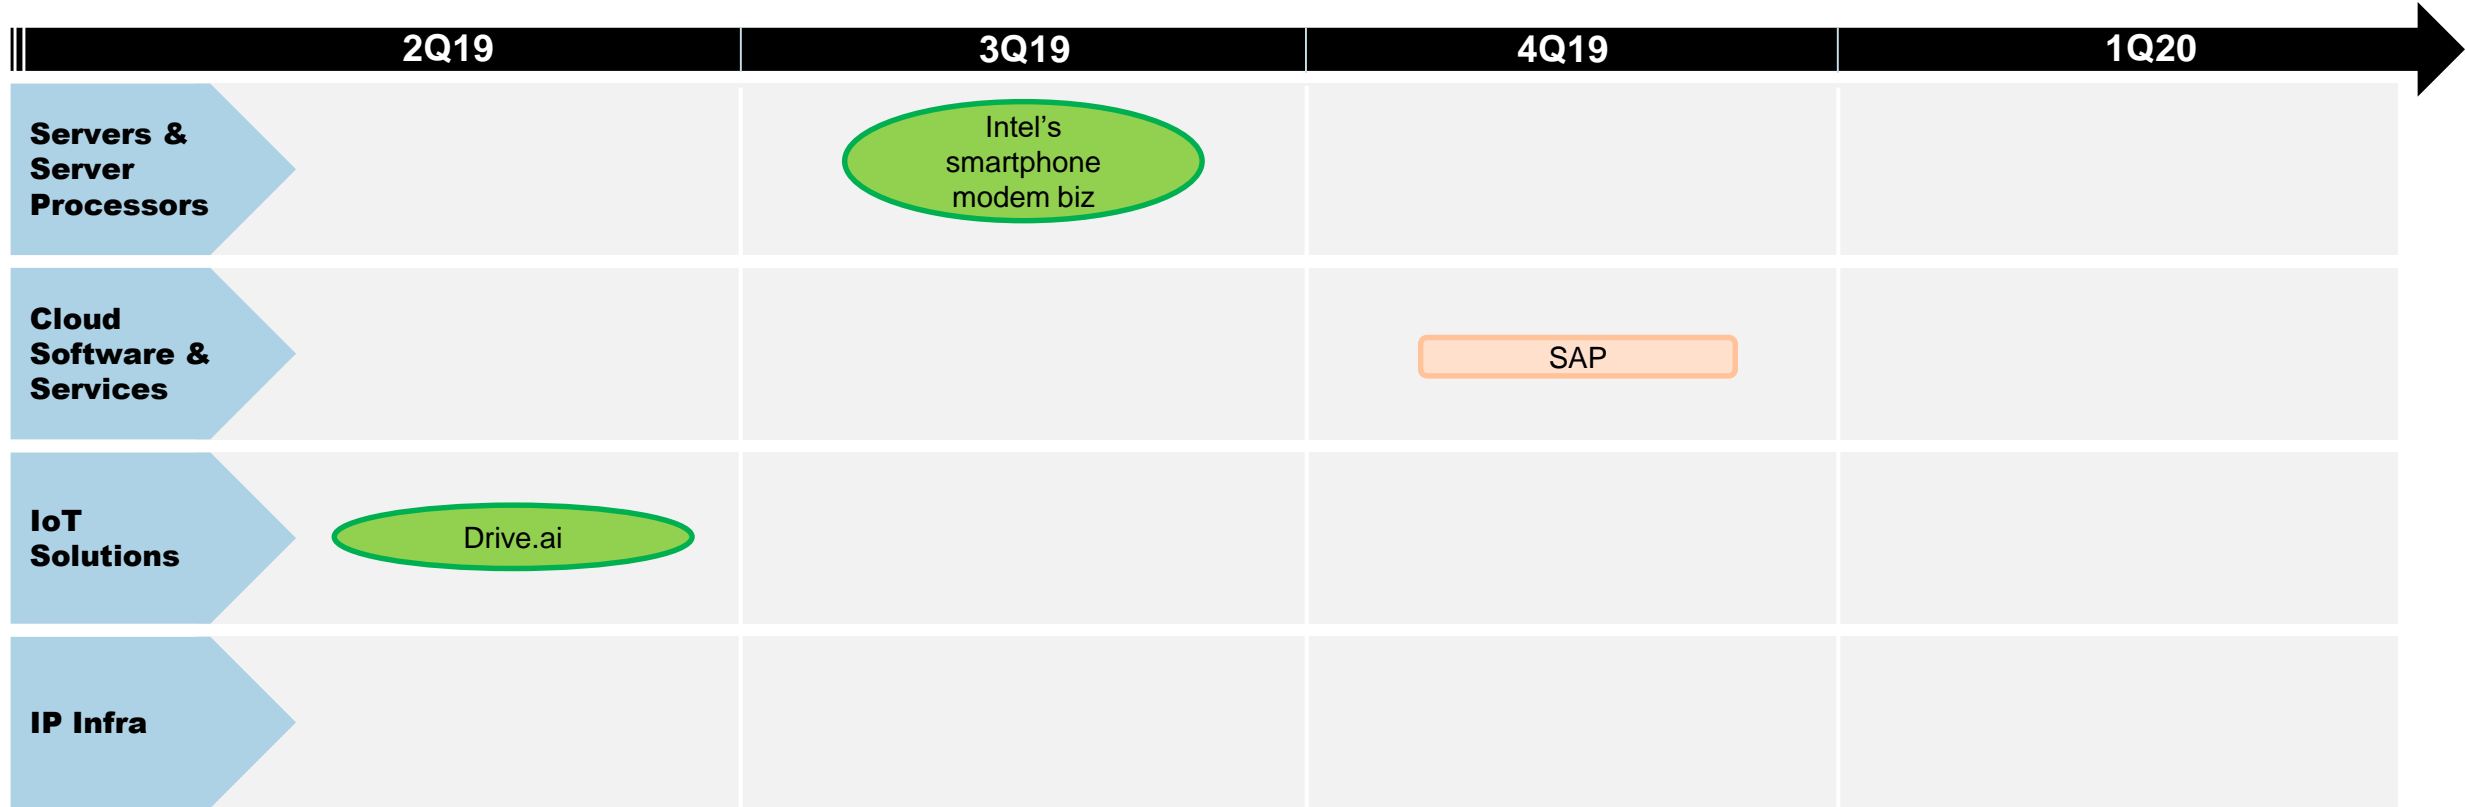 2Q19
3Q19
4Q19
1Q20
Servers &
Server
Processors
Intel’s
smartphone
modem biz
Cloud
Software &
Services
SAP
IoT
Solutions
Drive.ai
IP Infra